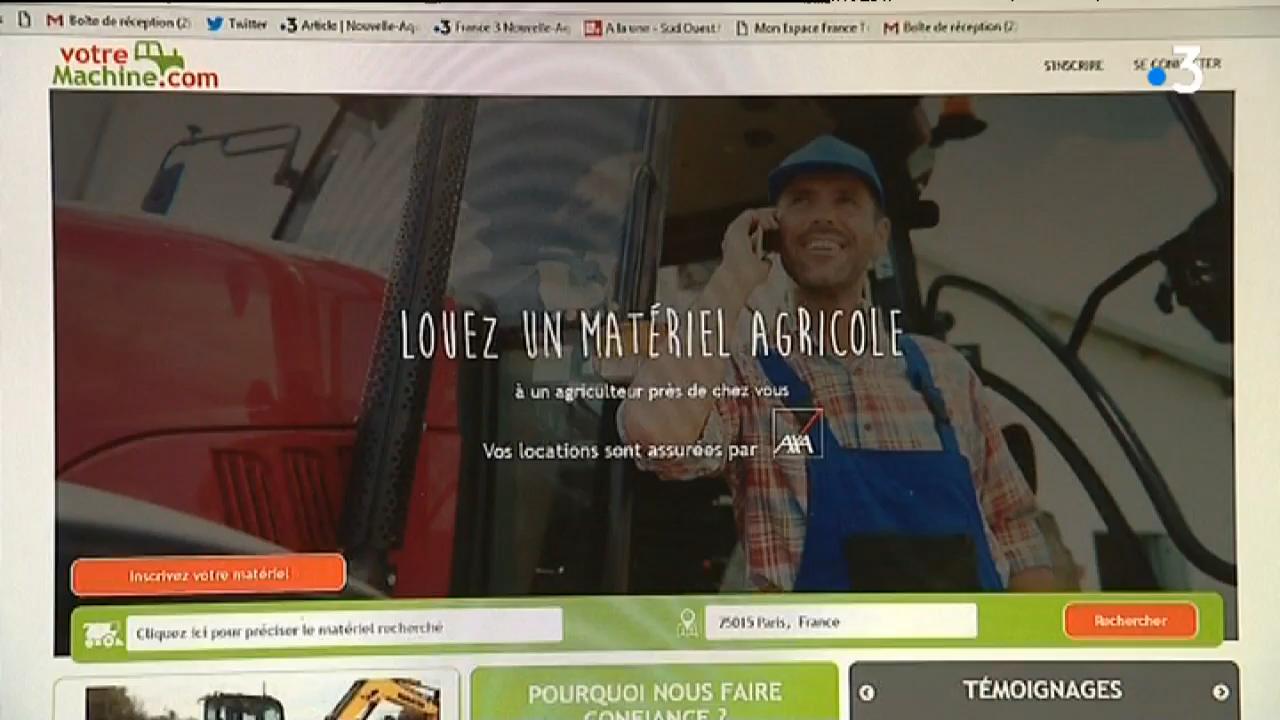 Boîte de réception (2) Twitter 3 Article | Nouvelle-Aq 3 France 3 Nouvelle-Aq A la une - Sud Ouest Mon Espace France T Boîte de réception (2)
votre
Machine.com
S'INSCRIRE
3
LOUEZ UN MATÉRIEL AGRICOLE
à un agriculteur près de chez vous
Vos locations sont assurées par AXA
Inscrivez votre matériel
Cliquez ici pour préciser le matériel recherché 75015 Paris, France Rechercher
POURQUOI NOUS FAIRE
CONFIANCE ?
TÉMOIGNAGES